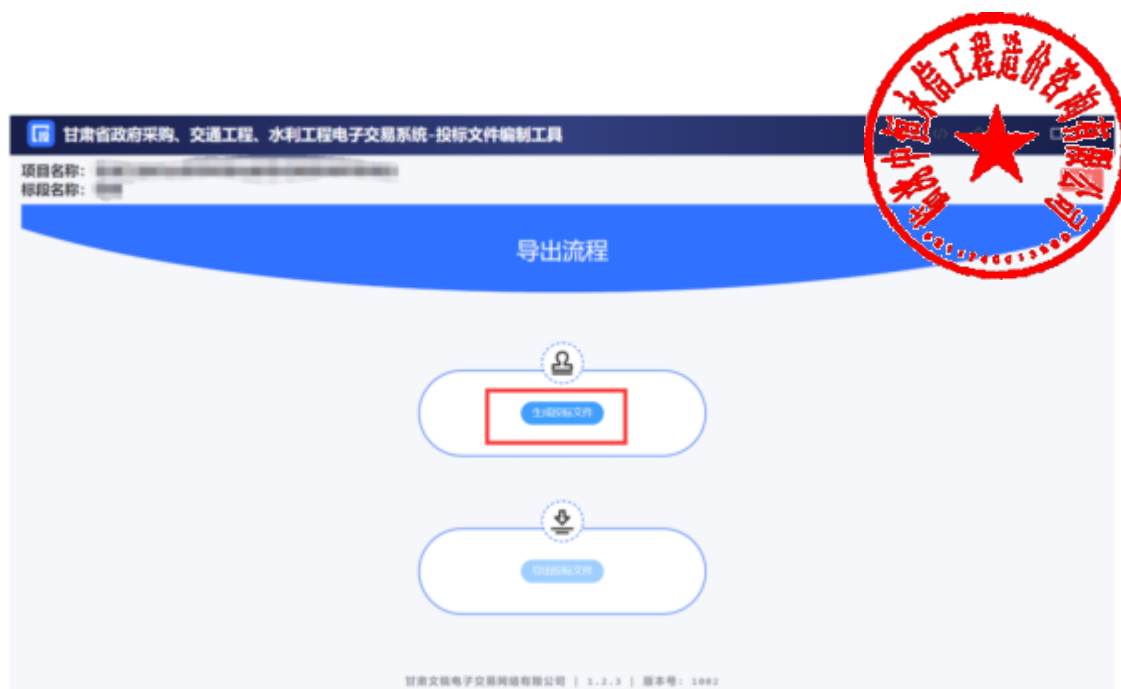 甘肃省政府采购、交通工程、水利工程电子交易系统-投标文件编制工具
项目名称:
标段名称:
导出流程
生成投标文件
导出投标文件
甘肃文锐电子交易网络有限公司 | 1.2.3 | 版本号: 1002